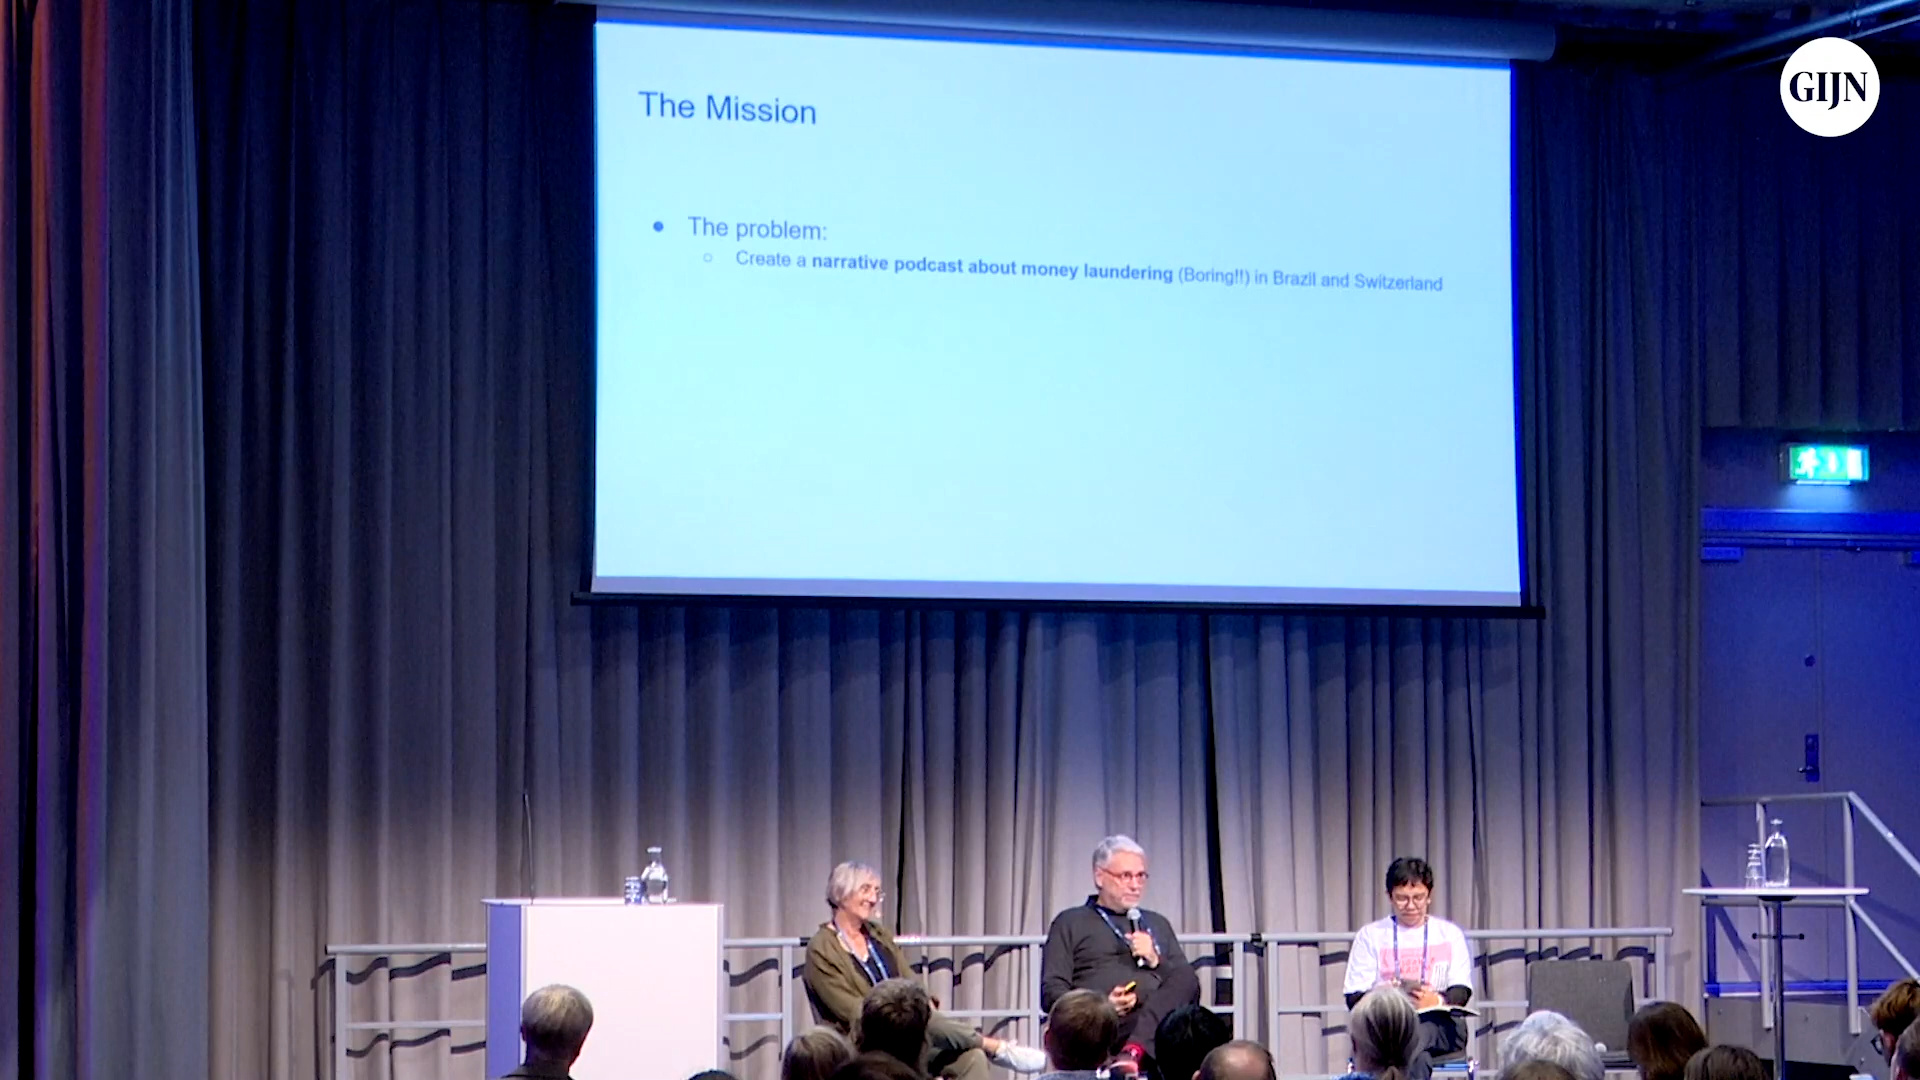 GIJN
The Mission
The problem:
Create a narrative podcast about money laundering (Boring!!) in Brazil and Switzerland